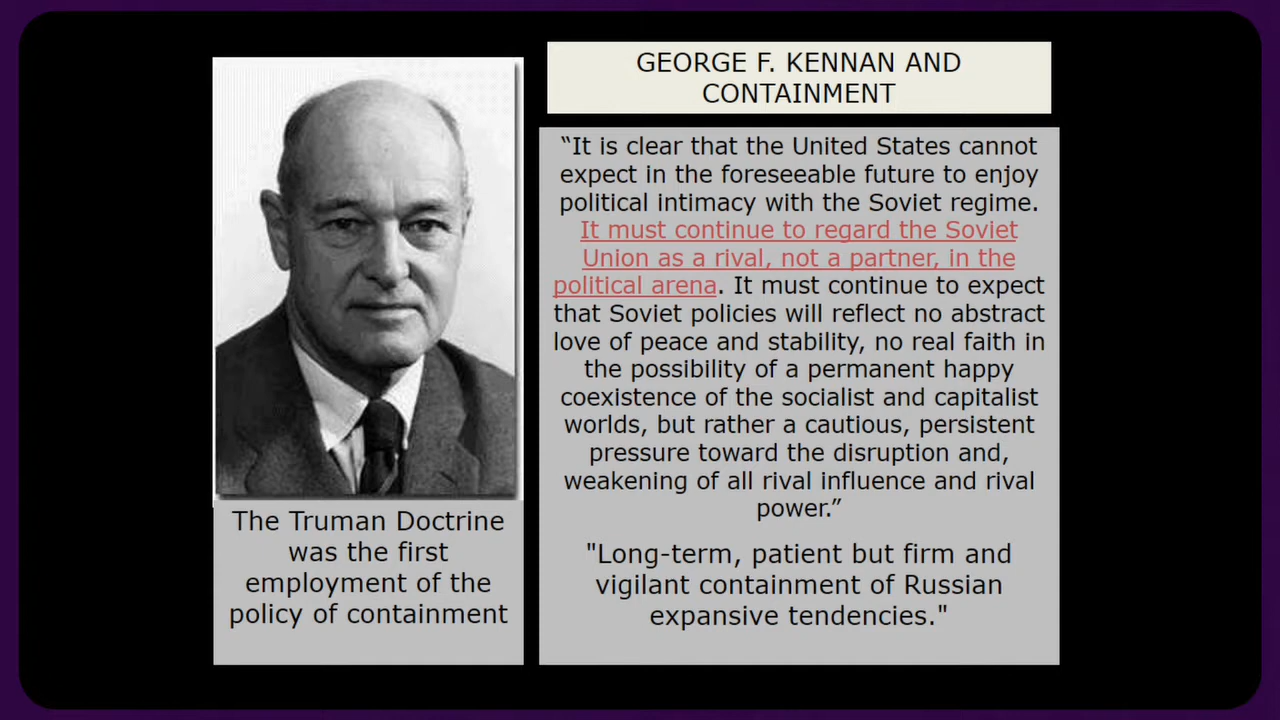 GEORGE F. KENNAN AND
CONTAINMENT
“It is clear that the United States cannot
expect in the foreseeable future to enjoy
political intimacy with the Soviet regime.
It must continue to regard the Soviet
Union as a rival, not a partner, in the
political arena. It must continue to expect
that Soviet policies will reflect no abstract
love of peace and stability, no real faith in
the possibility of a permanent happy
coexistence of the socialist and capitalist
worlds, but rather a cautious, persistent
pressure toward the disruption and,
weakening of all rival influence and rival
power.”
"Long-term, patient but firm and
vigilant containment of Russian
expansive tendencies."
The Truman Doctrine
was the first
employment of the
policy of containment